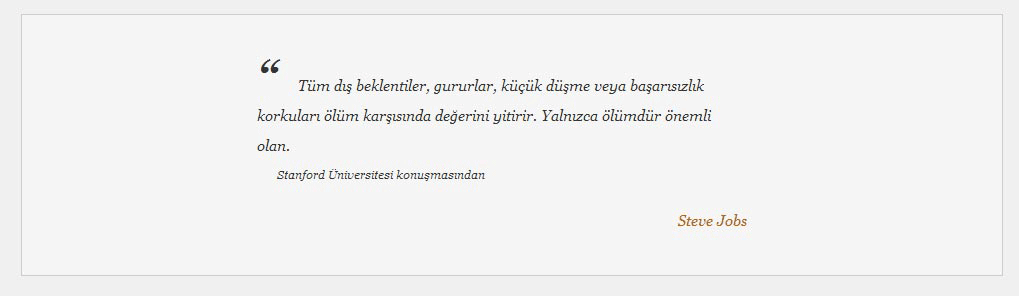 “ Tüm dış beklentiler, gururlar, küçük düşme veya başarısızlık
korkuları ölüm karşısında değerini yitirir. Yalnızca ölümdür önemli
olan.
Stanford Üniversitesi konuşmasından
Steve Jobs